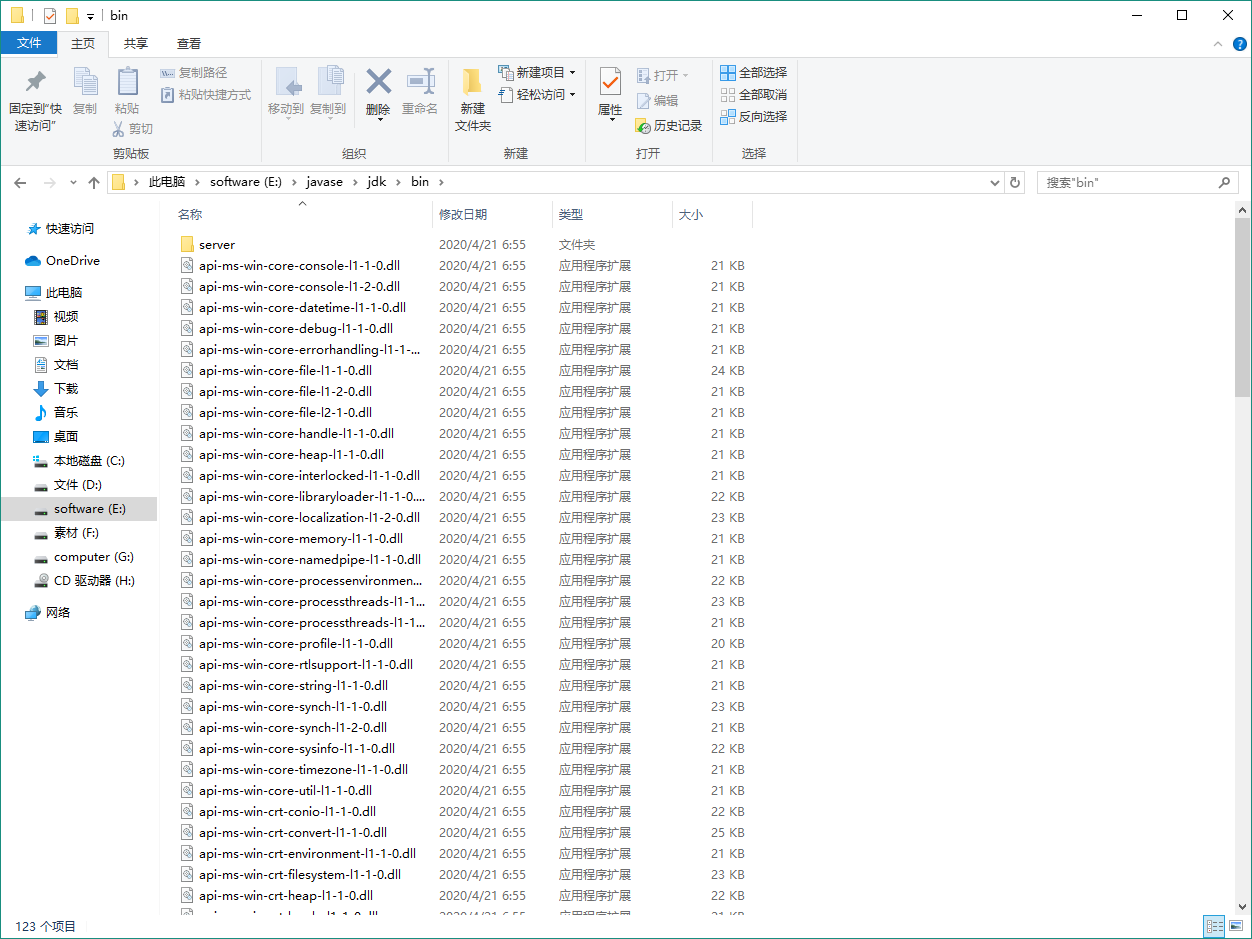 bin
文件 主页 共享 查看
固定到"快速访问" 复制 粘贴 复制路径 粘贴快捷方式 剪切
移动到 复制到 删除 重命名
新建文件夹 新建项目 轻松访问
属性 打开 编辑 历史记录
全部选择 全部取消 反向选择
剪贴板 组织 新建 打开 选择
此电脑 software (E:) javase jdk bin 搜索"bin"
快速访问
OneDrive
此电脑
视频
图片
文档
下载
音乐
桌面
本地磁盘 (C:)
文件 (D:)
software (E:)
素材 (F:)
computer (G:)
CD 驱动器 (H:)
网络
名称 修改日期 类型 大小
server 2020/4/21 6:55 文件夹
api-ms-win-core-console-l1-1-0.dll 2020/4/21 6:55 应用程序扩展 21 KB
api-ms-win-core-console-l1-2-0.dll 2020/4/21 6:55 应用程序扩展 21 KB
api-ms-win-core-datetime-l1-1-0.dll 2020/4/21 6:55 应用程序扩展 21 KB
api-ms-win-core-debug-l1-1-0.dll 2020/4/21 6:55 应用程序扩展 21 KB
api-ms-win-core-errorhandling-l1-1-... 2020/4/21 6:55 应用程序扩展 21 KB
api-ms-win-core-file-l1-1-0.dll 2020/4/21 6:55 应用程序扩展 24 KB
api-ms-win-core-file-l1-2-0.dll 2020/4/21 6:55 应用程序扩展 21 KB
api-ms-win-core-file-l2-1-0.dll 2020/4/21 6:55 应用程序扩展 21 KB
api-ms-win-core-handle-l1-1-0.dll 2020/4/21 6:55 应用程序扩展 21 KB
api-ms-win-core-heap-l1-1-0.dll 2020/4/21 6:55 应用程序扩展 21 KB
api-ms-win-core-interlocked-l1-1-0.dll 2020/4/21 6:55 应用程序扩展 21 KB
api-ms-win-core-libraryloader-l1-1-0.... 2020/4/21 6:55 应用程序扩展 22 KB
api-ms-win-core-localization-l1-2-0.dll 2020/4/21 6:55 应用程序扩展 23 KB
api-ms-win-core-memory-l1-1-0.dll 2020/4/21 6:55 应用程序扩展 21 KB
api-ms-win-core-namedpipe-l1-1-0.dll 2020/4/21 6:55 应用程序扩展 21 KB
api-ms-win-core-processenvironmen... 2020/4/21 6:55 应用程序扩展 22 KB
api-ms-win-core-processthreads-l1-1... 2020/4/21 6:55 应用程序扩展 23 KB
api-ms-win-core-processthreads-l1-1... 2020/4/21 6:55 应用程序扩展 21 KB
api-ms-win-core-profile-l1-1-0.dll 2020/4/21 6:55 应用程序扩展 20 KB
api-ms-win-core-rtlsupport-l1-1-0.dll 2020/4/21 6:55 应用程序扩展 21 KB
api-ms-win-core-string-l1-1-0.dll 2020/4/21 6:55 应用程序扩展 21 KB
api-ms-win-core-synch-l1-1-0.dll 2020/4/21 6:55 应用程序扩展 23 KB
api-ms-win-core-synch-l1-2-0.dll 2020/4/21 6:55 应用程序扩展 21 KB
api-ms-win-core-sysinfo-l1-1-0.dll 2020/4/21 6:55 应用程序扩展 22 KB
api-ms-win-core-timezone-l1-1-0.dll 2020/4/21 6:55 应用程序扩展 21 KB
api-ms-win-core-util-l1-1-0.dll 2020/4/21 6:55 应用程序扩展 21 KB
api-ms-win-crt-conio-l1-1-0.dll 2020/4/21 6:55 应用程序扩展 22 KB
api-ms-win-crt-convert-l1-1-0.dll 2020/4/21 6:55 应用程序扩展 25 KB
api-ms-win-crt-environment-l1-1-0.dll 2020/4/21 6:55 应用程序扩展 21 KB
api-ms-win-crt-filesystem-l1-1-0.dll 2020/4/21 6:55 应用程序扩展 23 KB
api-ms-win-crt-heap-l1-1-0.dll 2020/4/21 6:55 应用程序扩展 22 KB
123 个项目